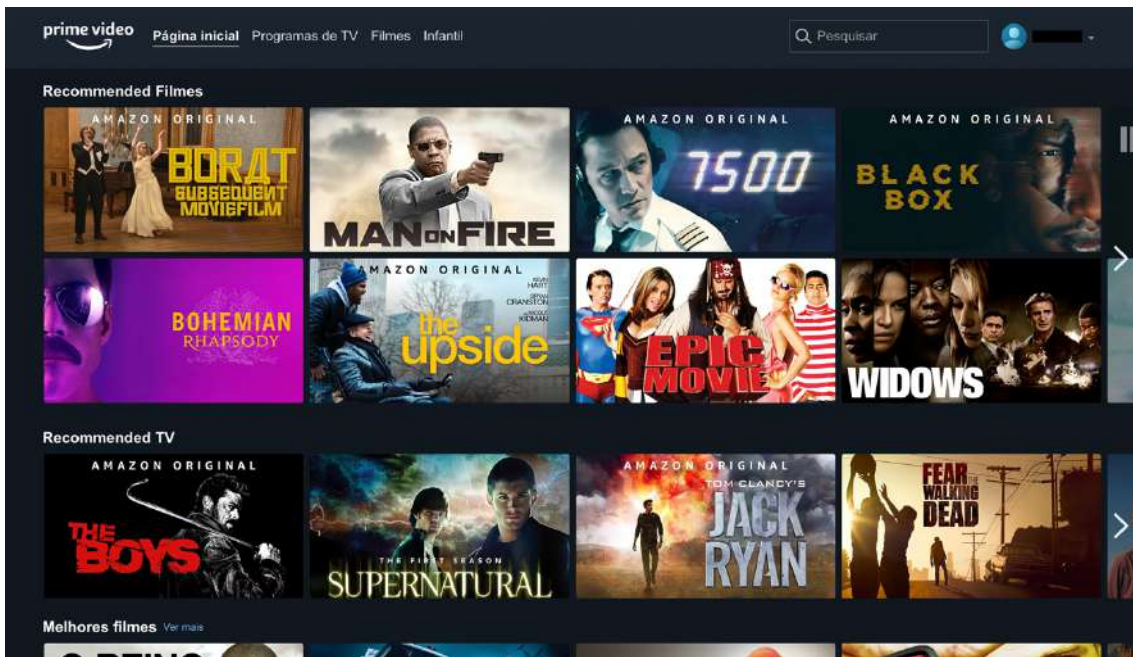 prime video
Página inicial Programas de TV Filmes Infantil
Pesquisar
Recommended Filmes
AMAZON ORIGINAL
BORAT
SUBSEQUENT
MOVIEFILM
MAN ON FIRE
AMAZON ORIGINAL
7500
AMAZON ORIGINAL
BLACK
BOX
BOHEMIAN
RHAPSODY
AMAZON ORIGINAL
KEVIN
HART
BRYAN
CRANSTON
NICOLE
KIDMAN
the
upside
EPIC
MOVIE
WIDOWS
Recommended TV
AMAZON ORIGINAL
THE
BOYS
THE FIRST SEASON
SUPERNATURAL
AMAZON ORIGINAL
TOM CLANCY'S
JACK
RYAN
FEAR THE
WALKING
DEAD
Melhores filmes Ver mais